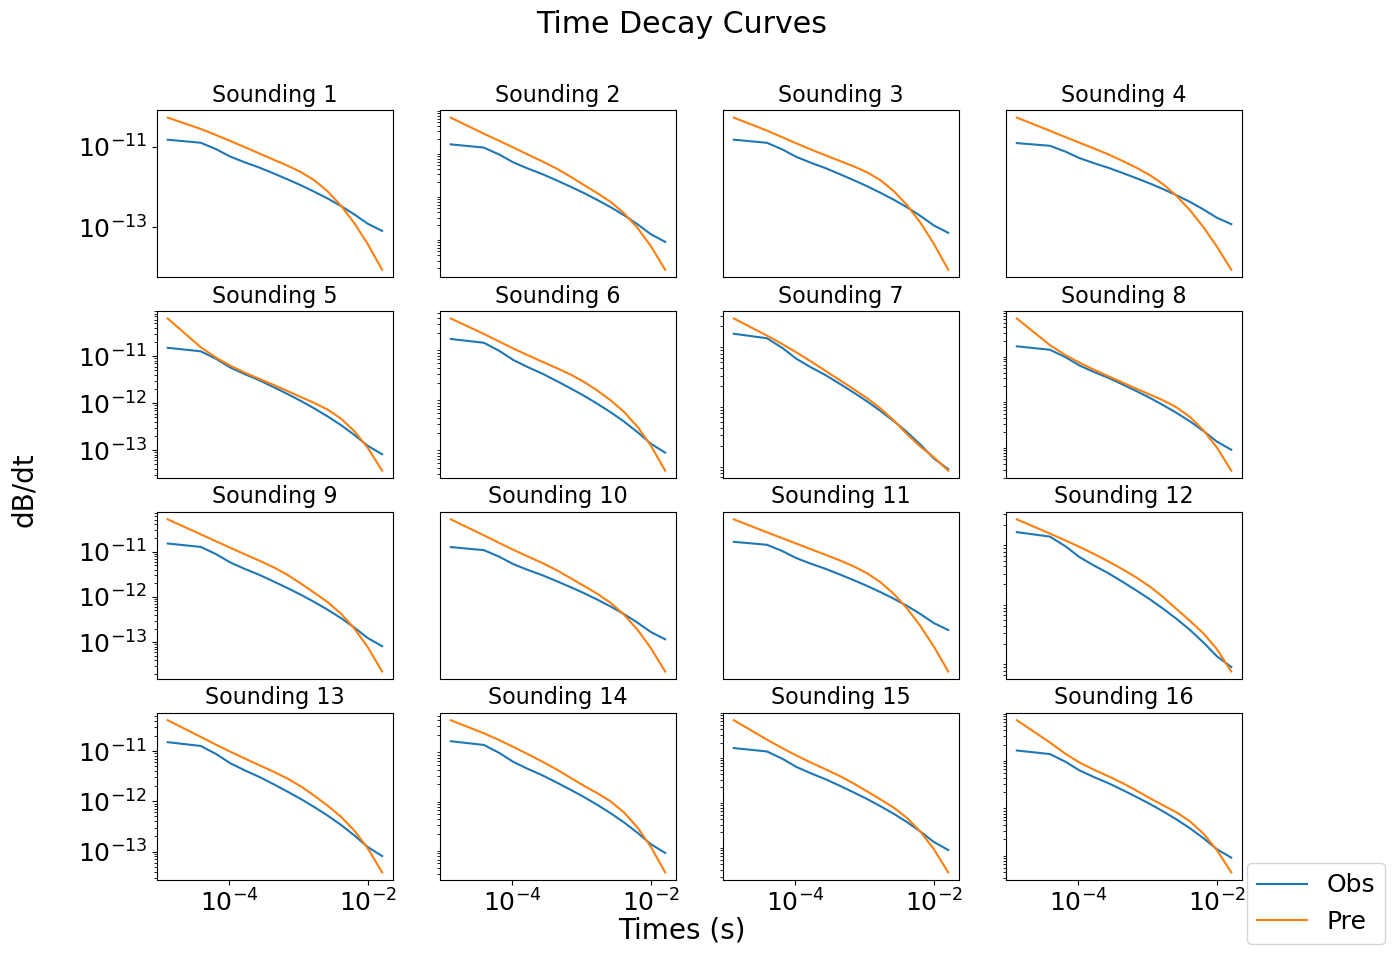 Time Decay Curves
Sounding 1 Sounding 2 Sounding 3 Sounding 4
10⁻¹¹
10⁻¹³
Sounding 5 Sounding 6 Sounding 7 Sounding 8
10⁻¹¹
10⁻¹²
10⁻¹³
dB/dt
Sounding 9 Sounding 10 Sounding 11 Sounding 12
10⁻¹¹
10⁻¹²
10⁻¹³
Sounding 13 Sounding 14 Sounding 15 Sounding 16
10⁻¹¹
10⁻¹²
10⁻¹³
10⁻⁴ 10⁻² 10⁻⁴ 10⁻² 10⁻⁴ 10⁻² 10⁻⁴ 10⁻²
Times (s)
Obs
Pre